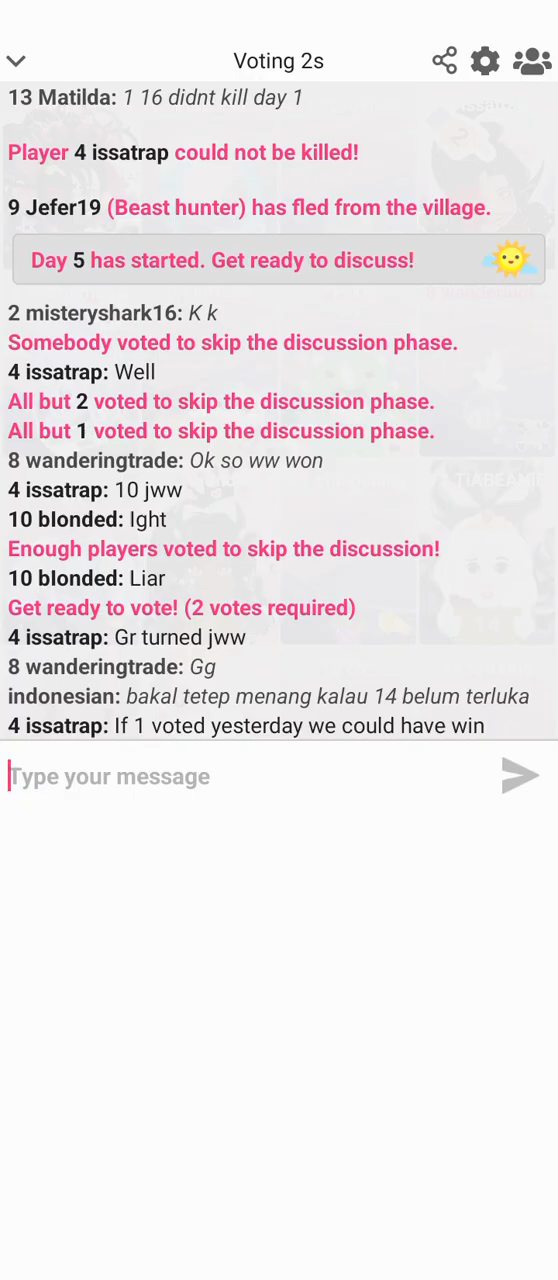 Voting 2s
13 Matilda: 1 16 didnt kill day 1
Player 4 issatrap could not be killed!
9 Jefer19 (Beast hunter) has fled from the village.
Day 5 has started. Get ready to discuss!
2 misteryshark16: K k
Somebody voted to skip the discussion phase.
4 issatrap: Well
All but 2 voted to skip the discussion phase.
All but 1 voted to skip the discussion phase.
8 wanderingtrade: Ok so ww won
4 issatrap: 10 jww
10 blonded: Ight
Enough players voted to skip the discussion!
10 blonded: Liar
Get ready to vote! (2 votes required)
4 issatrap: Gr turned jww
8 wanderingtrade: Gg
indonesian: bakal tetep menang kalau 14 belum terluka
4 issatrap: If 1 voted yesterday we could have win
Type your message